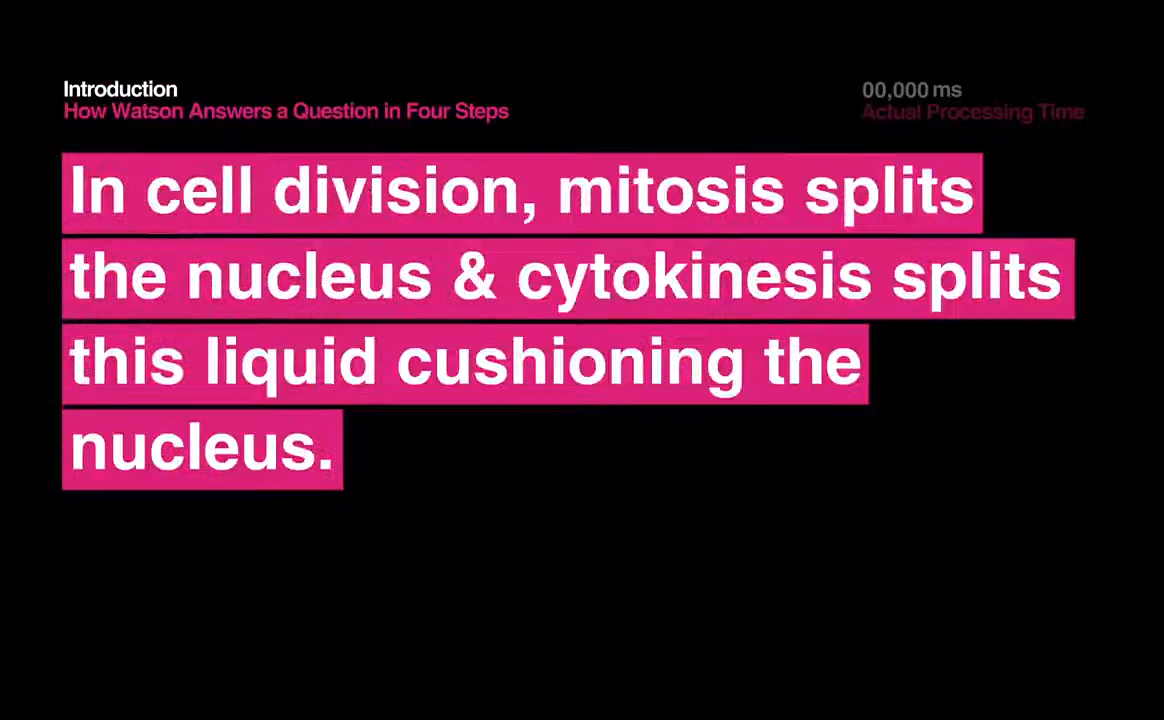 Introduction
How Watson Answers a Question in Four Steps
00,000 ms
Actual Processing Time
In cell division, mitosis splits
the nucleus & cytokinesis splits
this liquid cushioning the
nucleus.